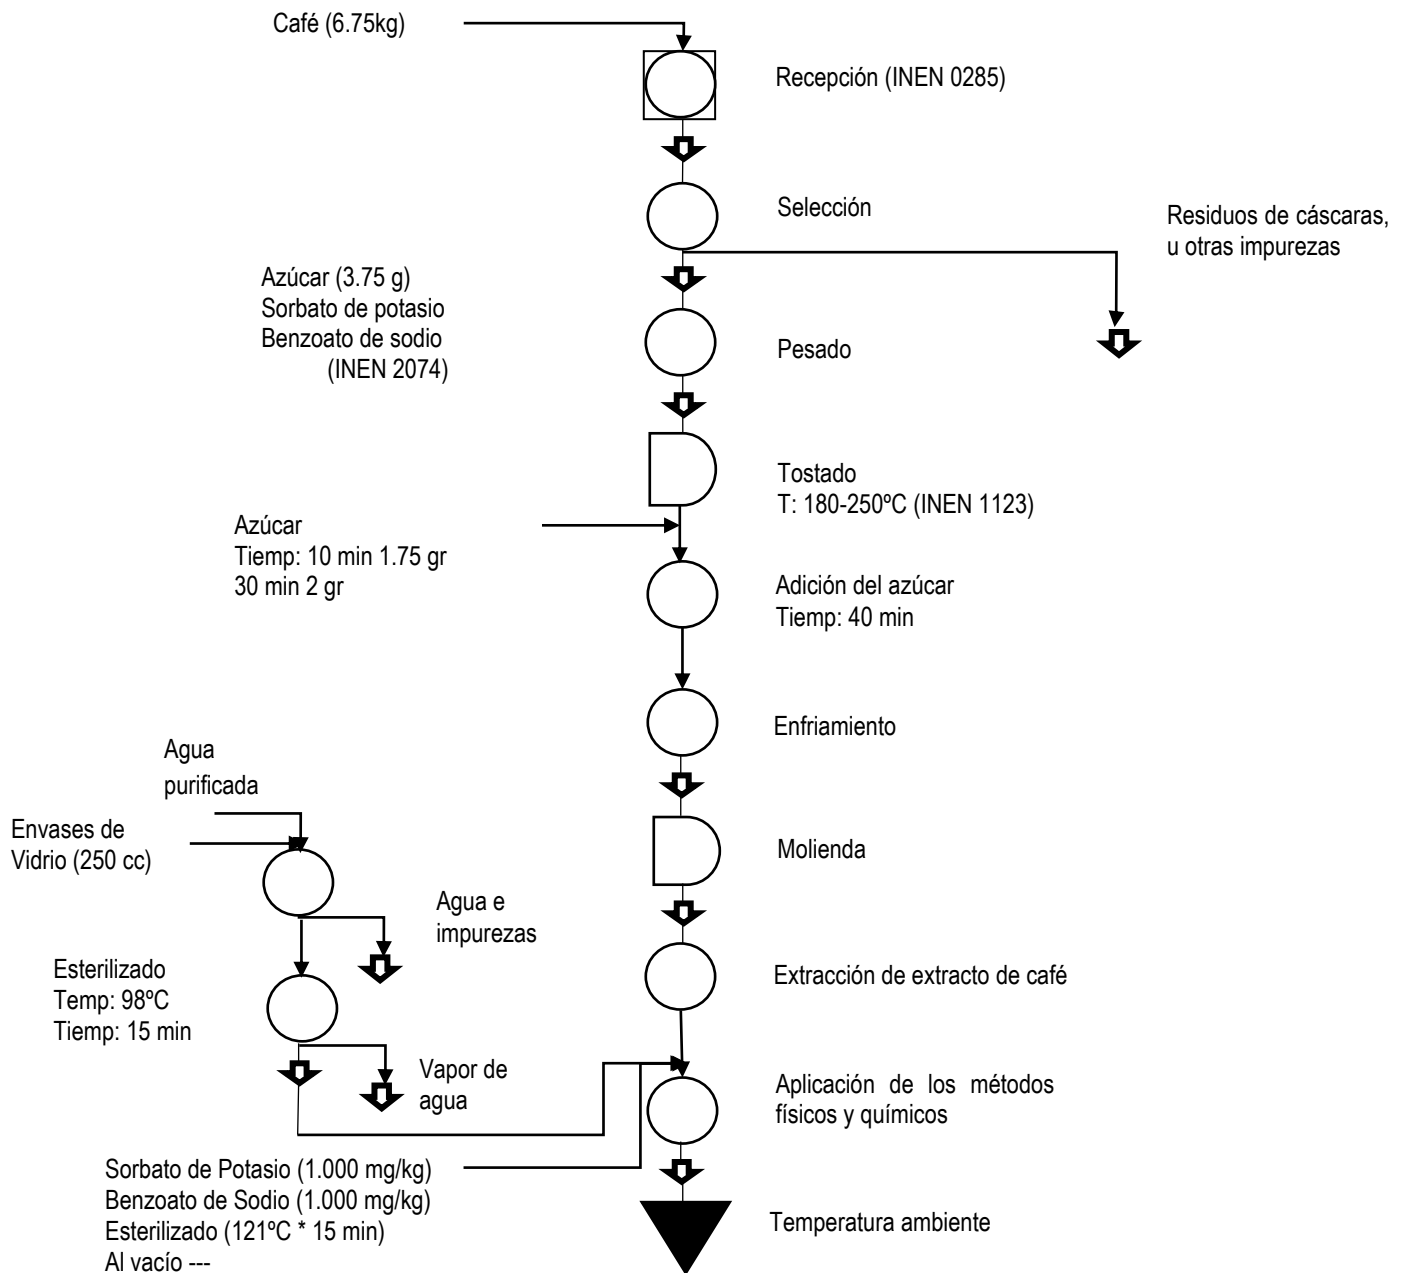 Café (6.75kg)
Recepción (INEN 0285)
Selección
Residuos de cáscaras,
u otras impurezas
Azúcar (3.75 g)
Sorbato de potasio
Benzoato de sodio
(INEN 2074)
Pesado
Tostado
T: 180-250ºC (INEN 1123)
Azúcar
Tiemp: 10 min 1.75 gr
30 min 2 gr
Adición del azúcar
Tiemp: 40 min
Enfriamiento
Agua
purificada
Envases de
Vidrio (250 cc)
Molienda
Agua e
impurezas
Esterilizado
Temp: 98ºC
Tiemp: 15 min
Extracción de extracto de café
Vapor de
agua
Aplicación de los métodos
físicos y químicos
Sorbato de Potasio (1.000 mg/kg)
Benzoato de Sodio (1.000 mg/kg)
Esterilizado (121ºC * 15 min)
Al vacío ---
Temperatura ambiente